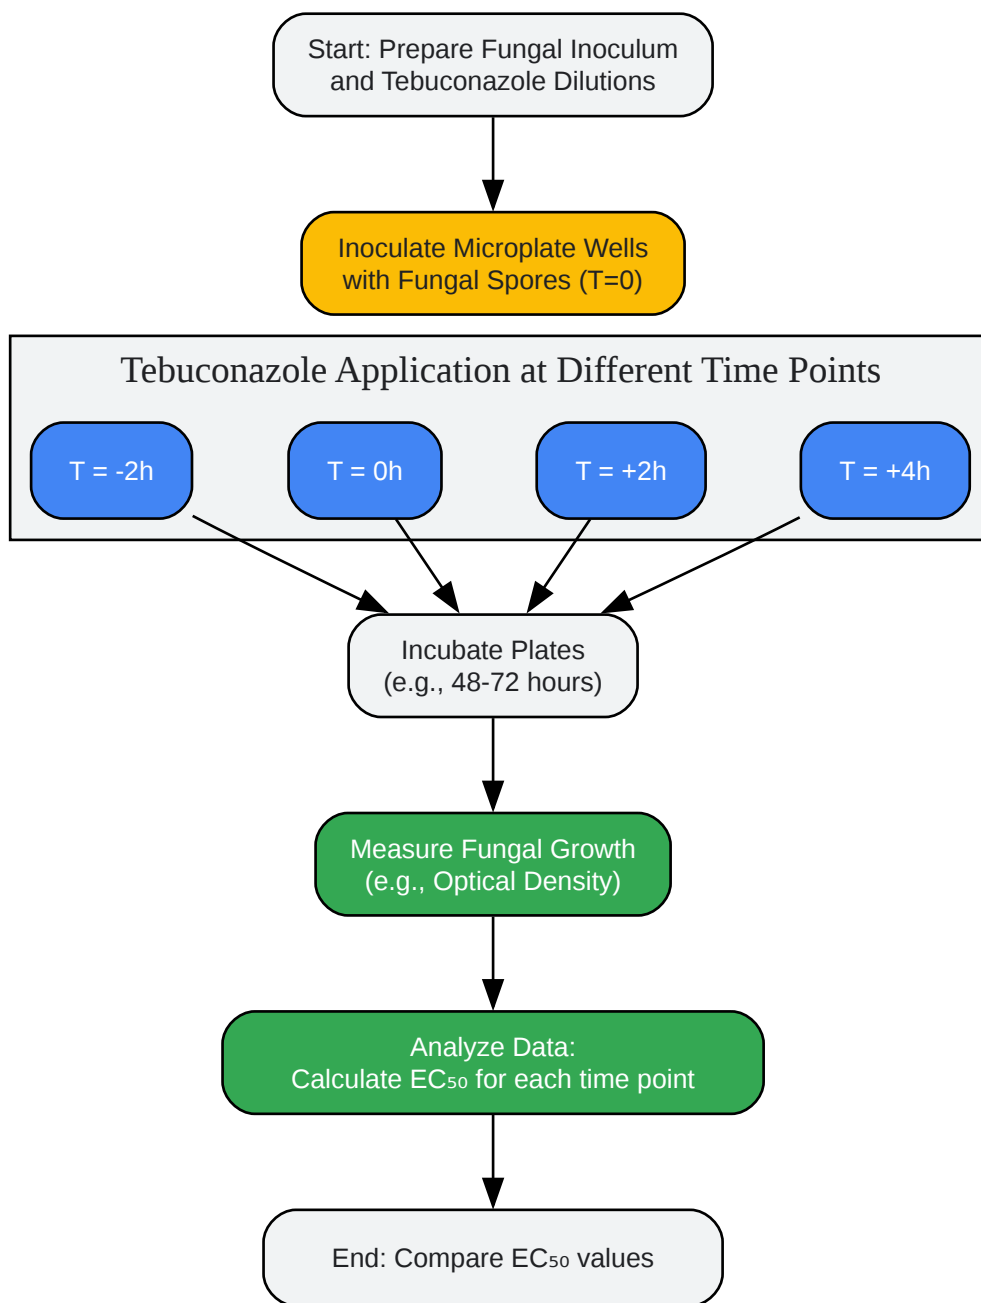 Start: Prepare Fungal Inoculum
and Tebuconazole Dilutions
Inoculate Microplate Wells
with Fungal Spores (T=0)
Tebuconazole Application at Different Time Points
T = -2h
T = 0h
T = +2h
T = +4h
Incubate Plates
(e.g., 48-72 hours)
Measure Fungal Growth
(e.g., Optical Density)
Analyze Data:
Calculate EC₅₀ for each time point
End: Compare EC₅₀ values